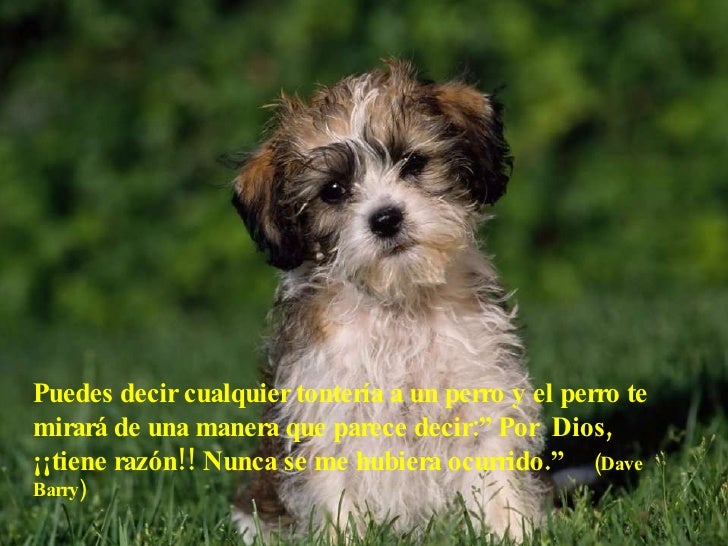 Puedes decir cualquier tontería a un perro y el perro te
mirará de una manera que parece decir:” Por Dios,
¡¡tiene razón!! Nunca se me hubiera ocurrido.” (Dave
Barry)